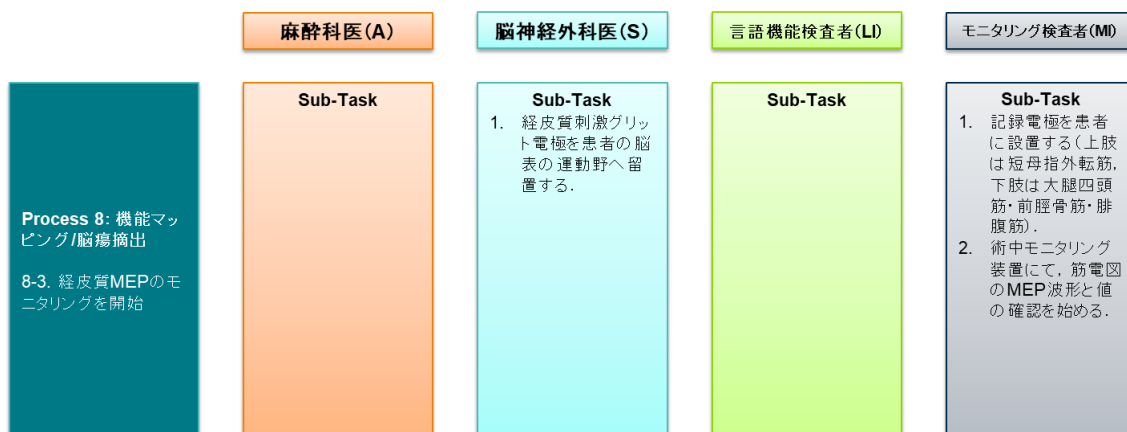 麻酔科医(A)
脳神経外科医(S)
言語機能検査者(LI)
モニタリング検査者(MI)
Process 8: 機能マッ
ピング/脳瘍摘出
8-3. 経皮質MEPのモ
ニタリングを開始
Sub-Task
Sub-Task
1. 経皮質刺激グリッ
ト電極を患者の脳
表の運動野へ留
置する.
Sub-Task
Sub-Task
1. 記録電極を患者
に設置する(上肢
は短母指外転筋,
下肢は大腿四頭
筋・前脛骨筋・腓
腹筋).
2. 術中モニタリング
装置にて, 筋電図
のMEP波形と値
の確認を始める.